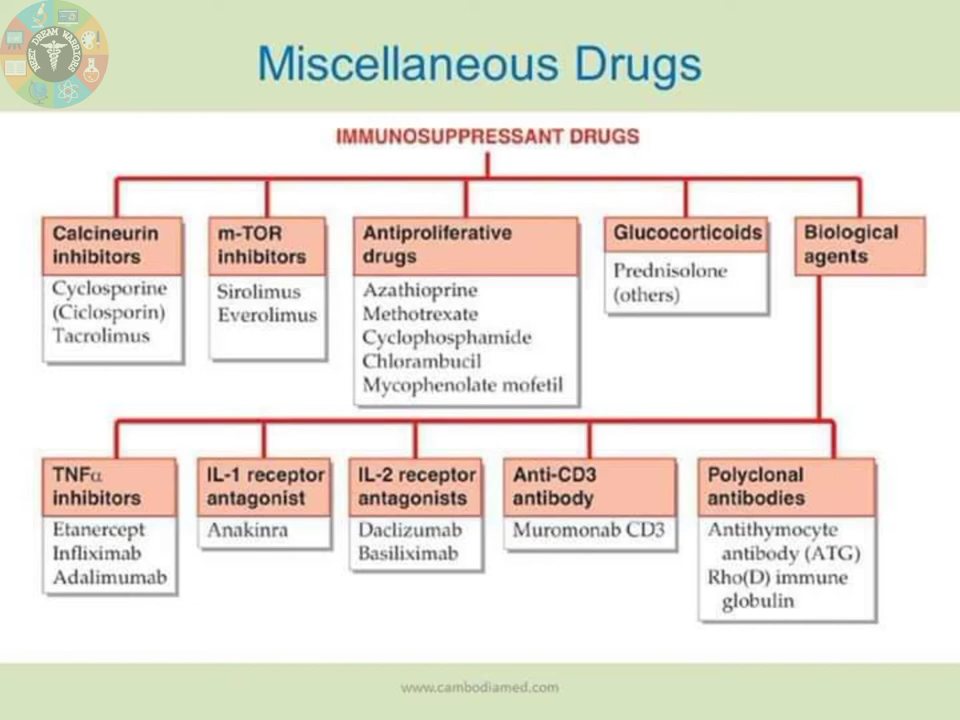 NEET DREAM WARRIORS
Miscellaneous Drugs
IMMUNOSUPPRESSANT DRUGS
Calcineurin
inhibitors
Cyclosporine
(Ciclosporin)
Tacrolimus
m-TOR
inhibitors
Sirolimus
Everolimus
Antiproliferative
drugs
Azathioprine
Methotrexate
Cyclophosphamide
Chlorambucil
Mycophenolate mofetil
Glucocorticoids
Prednisolone
(others)
Biological
agents
TNFα
inhibitors
Etanercept
Infliximab
Adalimumab
IL-1 receptor
antagonist
Anakinra
IL-2 receptor
antagonists
Daclizumab
Basiliximab
Anti-CD3
antibody
Muromonab CD3
Polyclonal
antibodies
Antithymocyte
antibody (ATG)
Rho(D) immune
globulin
www.cambodiamed.com